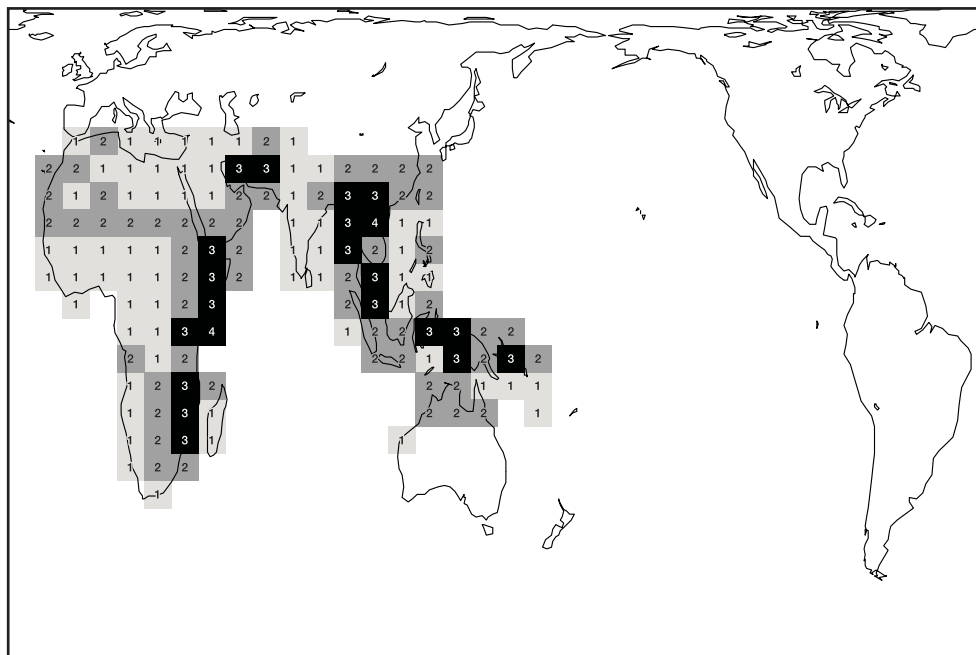 1 2 1 1 1 1 1 2 1
2 2 1 1 1 1 1 3 3 1 1 2 2 2 2
2 1 2 1 1 1 1 2 2 1 2 3 3 2 2
2 2 2 2 2 2 2 2 1 1 3 4 1 1
1 1 1 1 1 2 3 2 1 1 3 2 1 2
1 1 1 1 1 2 3 2 1 1 2 3 1 1
1 1 1 2 3 2 3 1 2
1 1 3 4 1 2 2 3 3 2 2
2 1 2 2 2 1 3 2 3 2
1 2 3 2 2 2 1 1 1
1 2 3 1 2 2 2 1
1 2 3 1 1
1 2 2
1